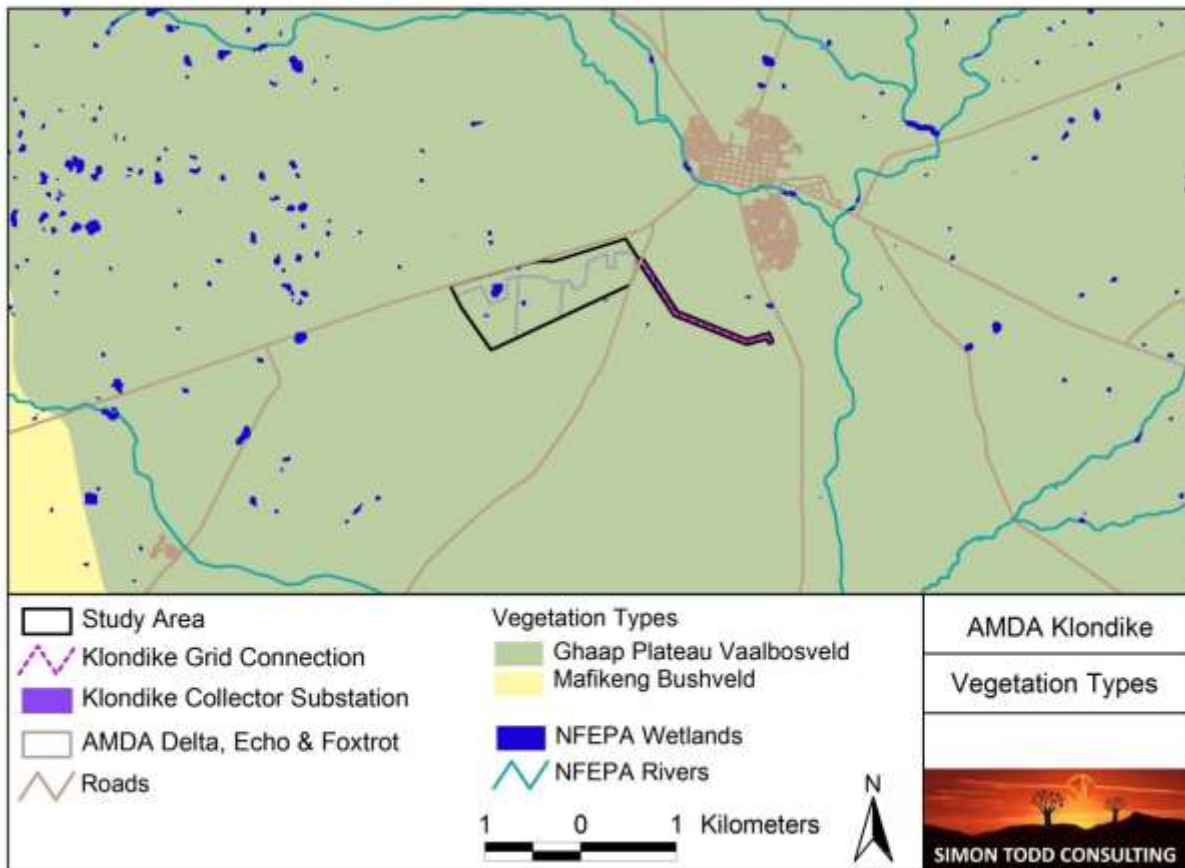 Study Area
Klondike Grid Connection
Klondike Collector Substation
AMDA Delta, Echo & Foxtrot
Roads
Vegetation Types
Ghaap Plateau Vaalbosveld
Mafikeng Bushveld
NFEPA Wetlands
NFEPA Rivers
1 0 1 Kilometers
N
AMDA Klondike
Vegetation Types
SIMON TODD CONSULTING